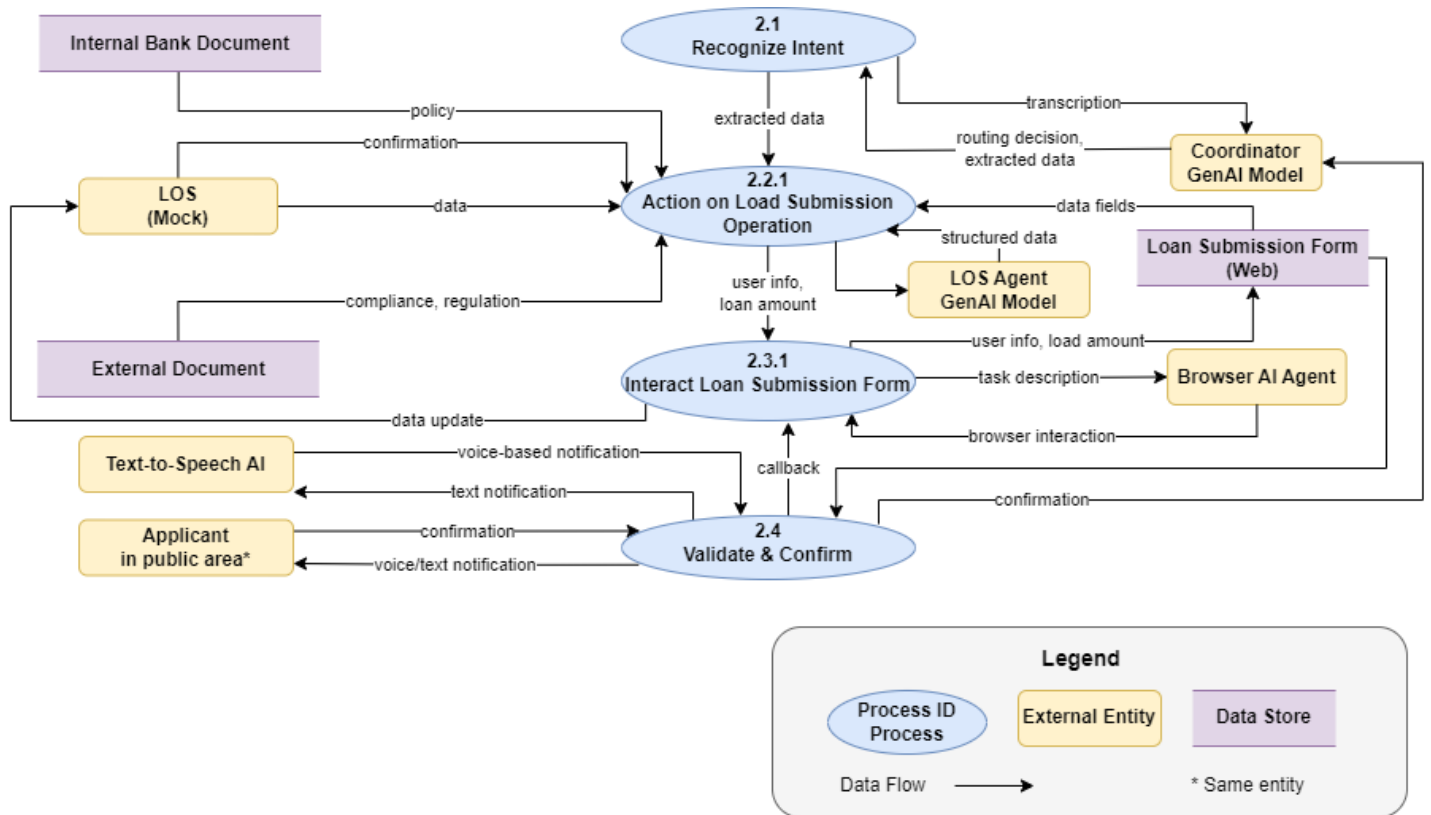 Internal Bank Document
2.1
Recognize Intent
policy
extracted data
transcription
confirmation
routing decision,
extracted data
Coordinator
GenAI Model
LOS
(Mock)
data
2.2.1
Action on Load Submission
Operation
data fields
structured data
Loan Submission Form
(Web)
LOS Agent
GenAI Model
user info,
loan amount
compliance, regulation
External Document
2.3.1
Interact Loan Submission Form
user info, load amount
task description
Browser AI Agent
data update
browser interaction
Text-to-Speech AI
voice-based notification
callback
text notification
confirmation
Applicant
in public area*
confirmation
voice/text notification
2.4
Validate & Confirm
Legend
Process ID
Process
External Entity
Data Store
Data Flow
* Same entity